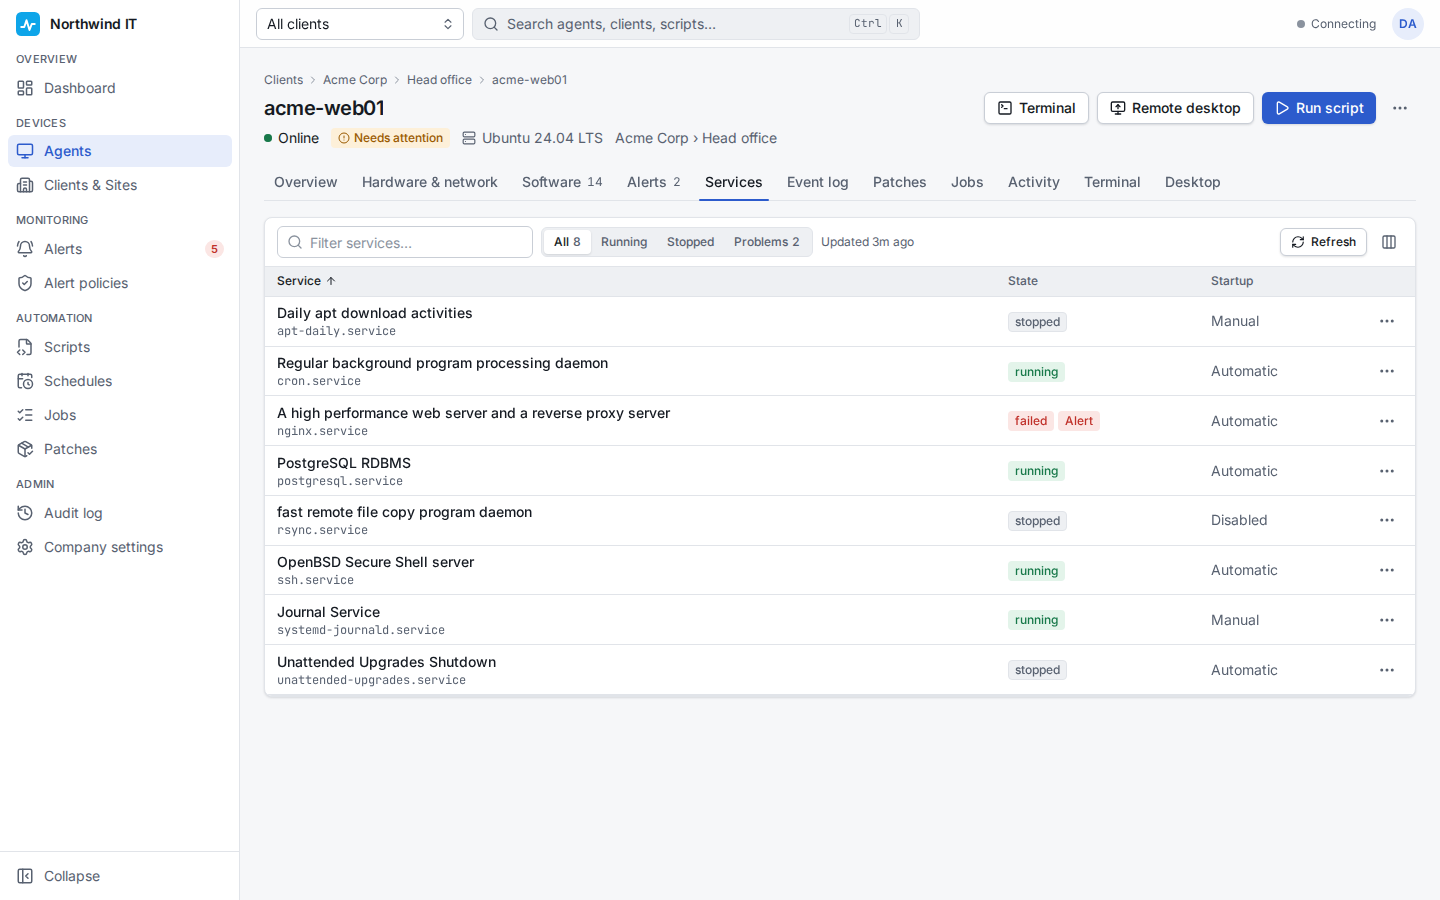 Northwind IT
All clients
Search agents, clients, scripts...
Ctrl K
Connecting
DA
OVERVIEW
Dashboard
DEVICES
Agents
Clients & Sites
MONITORING
Alerts 5
Alert policies
AUTOMATION
Scripts
Schedules
Jobs
Patches
ADMIN
Audit log
Company settings
Collapse
Clients > Acme Corp > Head office > acme-web01
acme-web01
Terminal
Remote desktop
Run script
Online Needs attention Ubuntu 24.04 LTS Acme Corp › Head office
Overview Hardware & network Software 14 Alerts 2 Services Event log Patches Jobs Activity Terminal Desktop
Filter services...
All 8 Running Stopped Problems 2 Updated 3m ago
Refresh
Service State Startup
Daily apt download activities
apt-daily.service
stopped Manual
Regular background program processing daemon
cron.service
running Automatic
A high performance web server and a reverse proxy server
nginx.service
failed Alert Automatic
PostgreSQL RDBMS
postgresql.service
running Automatic
fast remote file copy program daemon
rsync.service
stopped Disabled
OpenBSD Secure Shell server
ssh.service
running Automatic
Journal Service
systemd-journald.service
running Manual
Unattended Upgrades Shutdown
unattended-upgrades.service
stopped Automatic